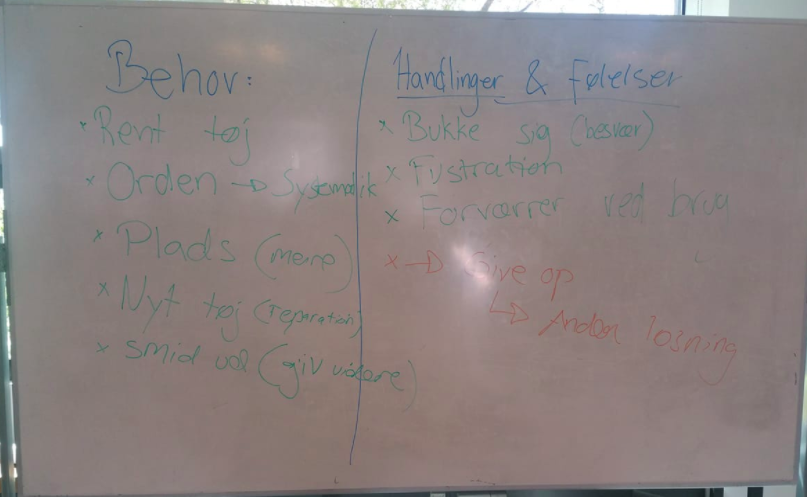 Behov:
* Rent tøj
* Orden → Systematik
* Plads (mere)
* Nyt tøj (reparation)
* smid ud (giv videre)
Handlinger & Følelser
* Bukke sig (besvær)
* Fustration
* Forværrer ved brug
* → Give op
↳ Anden løsning